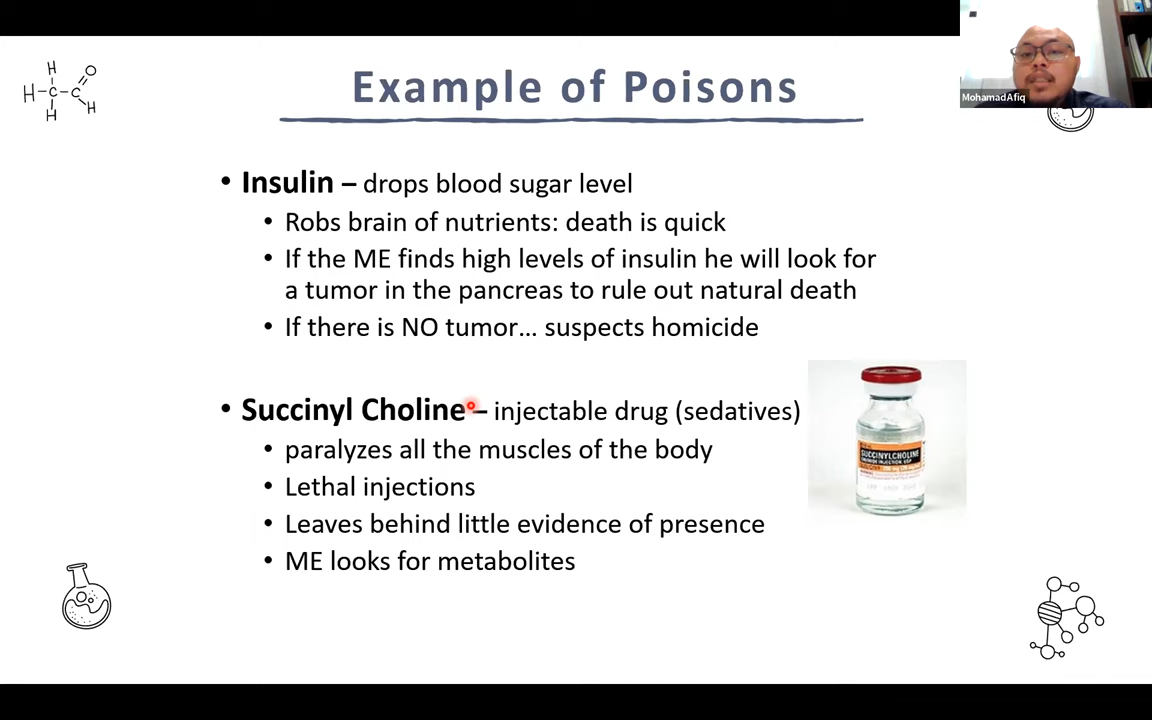 Example of Poisons
MohamadAfiq
H
O
H-C-C
H
H
• Insulin – drops blood sugar level
• Robs brain of nutrients: death is quick
• If the ME finds high levels of insulin he will look for
a tumor in the pancreas to rule out natural death
• If there is NO tumor... suspects homicide
• Succinyl Choline – injectable drug (sedatives)
• paralyzes all the muscles of the body
• Lethal injections
• Leaves behind little evidence of presence
• ME looks for metabolites
SUCCINYLCHOLINE